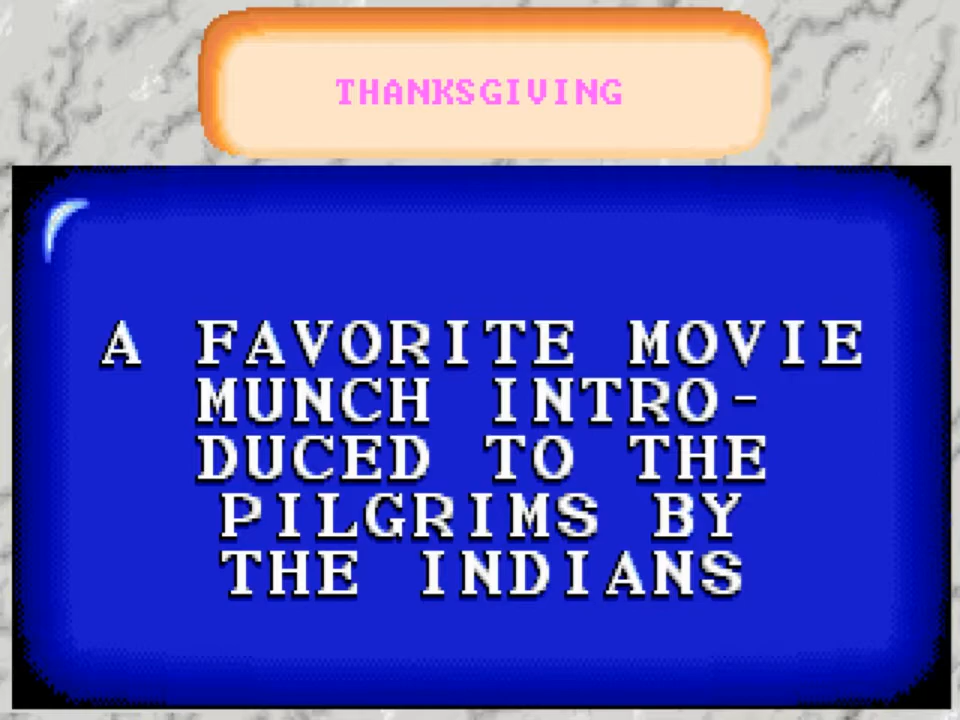 THANKSGIVING
A FAVORITE MOVIE
MUNCH INTRO-
DUCED TO THE
PILGRIMS BY
THE INDIANS